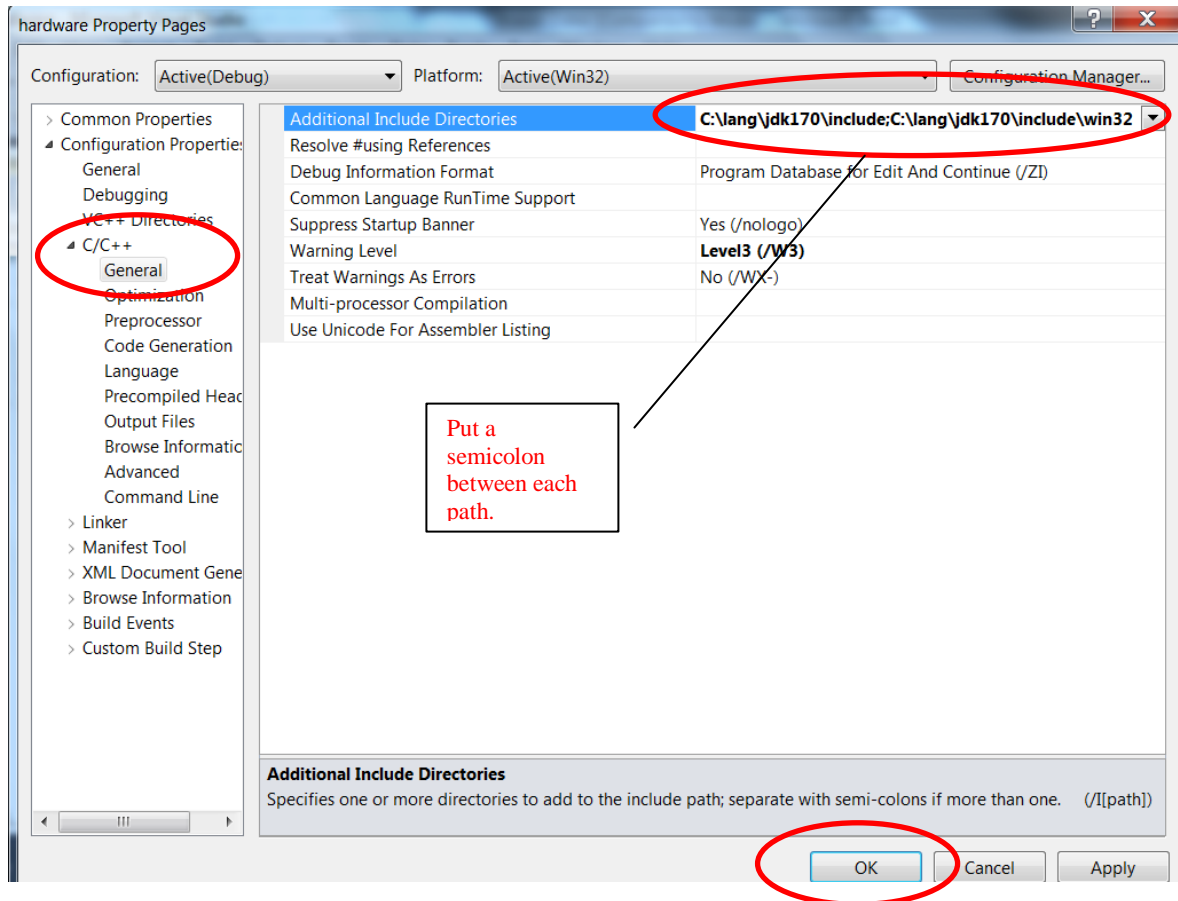 hardware Property Pages
Configuration: Active(Debug) Platform: Active(Win32) Configuration Manager...
Common Properties
Configuration Propertie
General
Debugging
VC++ Directories
C/C++
General
Optimization
Preprocessor
Code Generation
Language
Precompiled Head
Output Files
Browse Informatic
Advanced
Command Line
Linker
Manifest Tool
XML Document Gene
Browse Information
Build Events
Custom Build Step
Additional Include Directories C:\lang\jdk170\include;C:\lang\jdk170\include\win32
Resolve #using References
Debug Information Format Program Database for Edit And Continue (/ZI)
Common Language RunTime Support
Suppress Startup Banner Yes (/nologo)
Warning Level Level3 (/W3)
Treat Warnings As Errors No (/WX-)
Multi-processor Compilation
Use Unicode For Assembler Listing
Put a
semicolon
between each
path.
Additional Include Directories
Specifies one or more directories to add to the include path; separate with semi-colons if more than one. (/I[path])
OK Cancel Apply